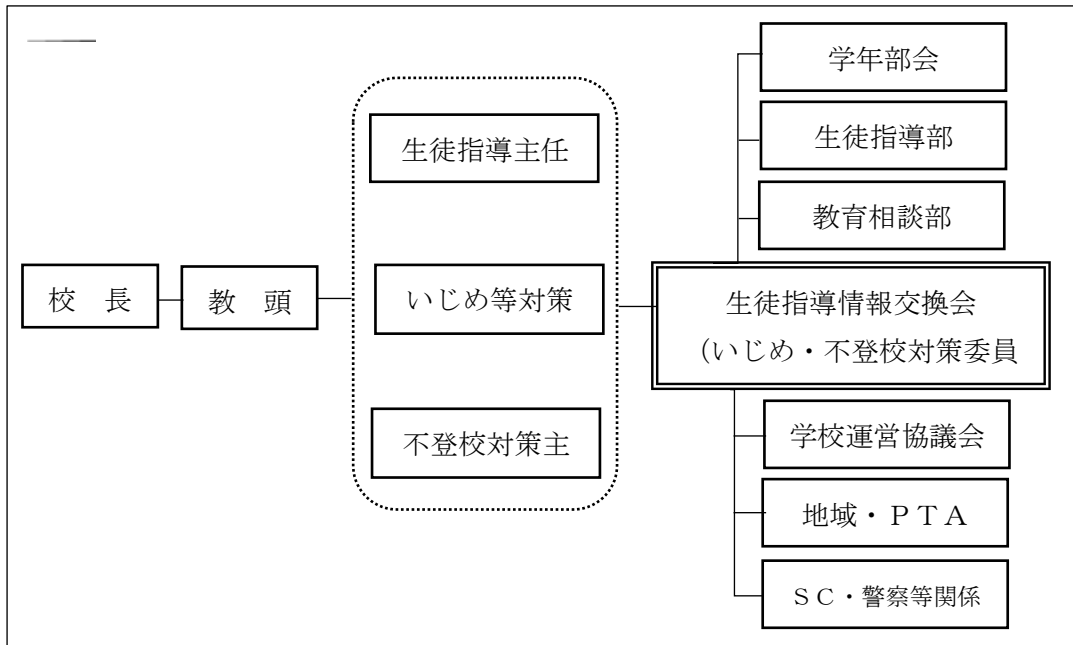 校　長
教　頭
生徒指導主任
いじめ等対策
不登校対策主
学年部会
生徒指導部
教育相談部
生徒指導情報交換会
（いじめ・不登校対策委員
学校運営協議会
地域・ＰＴＡ
ＳＣ・警察等関係